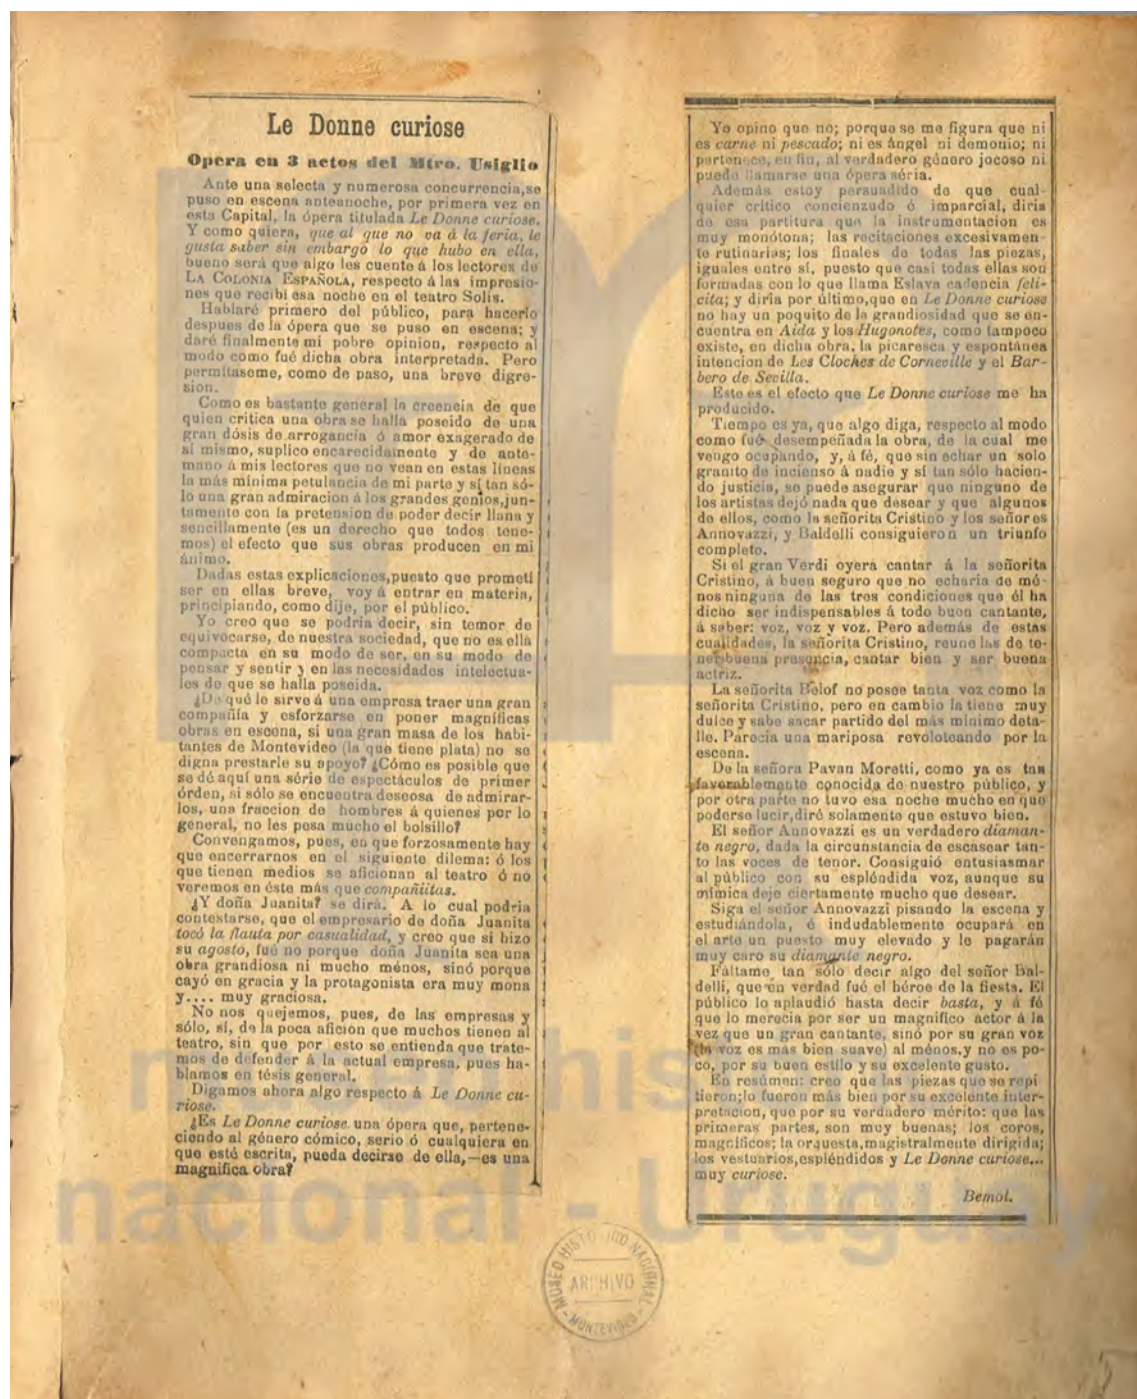 Le Donne curiose
Opera en 3 actos del Mtro. Usiglio
Ante una selecta y numerosa concurrencia,se
puso en escena anteanoche, por primera vez en
esta Capital, la ópera titulada Le Donne curiose.
Y como quiera, que al que no va á la feria, le
gusta saber sin embargo lo que hubo en ella,
bueno será que algo les cuente á los lectores de
LA COLONIA ESPAÑOLA, respecto á las impresio-
nes que recibí esa noche en el teatro Solis.
Hablaré primero del público, para hacerlo
despues de la ópera que se puso en escena; y
daré finalmente mi pobre opinion, respecto al
modo como fué dicha obra interpretada. Pero
permítaseme, como de paso, una breve digre-
sion.
Como es bastante general la creencia de que
quien critica una obra se halla poseido de una
gran dósis de arrogancia ó amor exagerado de
si mismo, suplico encarecidamente y de ante-
mano á mis lectores que no vean en estas líneas
la más mínima petulancia de mi parte y sí tan só-
lo una gran admiracion á los grandes genios,jun-
tamente con la pretension de poder decir llana y
sencillamente (es un derecho que todos tene-
mos) el efecto que sus obras producen en mi
ánimo.
Dadas estas explicaciones,puesto que prometí
ser en ellas breve, voy á entrar en materia,
principiando, como dije, por el público.
Yo creo que se podria decir, sin temor de
equivocarse, de nuestra sociedad, que no es ella
compacta en su modo de ser, en su modo de
pensar y sentir y en las necesidades intelectua-
les de que se halla poseida.
¿De qué le sirve á una empresa traer una gran
compañía y esforzarse en poner magníficas
obras en escena, si una gran masa de los habi-
tantes de Montevideo (la que tiene plata) no se
digna prestarle su apoyo? ¿Cómo es posible que
se dé aquí una série de espectáculos de primer
órden, si sólo se encuentra deseosa de admirar-
los, una fraccion de hombres á quienes por lo
general, no les pesa mucho el bolsillo?
Convengamos, pues, en que forzosamente hay
que encerrarnos en el siguiente dilema: ó los
que tienen medios se aficionan al teatro ó no
veremos en éste más que compañiitas.
¿Y doña Juanita? se dirá. A lo cual podria
contestarse, que el empresario de doña Juanita
tocó la flauta por casualidad, y creo que si hizo
su agosto, fué no porque doña Juanita sea una
obra grandiosa ni mucho ménos, sinó porque
cayó en gracia y la protagonista era muy mona
y.... muy graciosa.
No nos quejemos, pues, de las empresas y
sólo, sí, de la poca aficion que muchos tienen al
teatro, sin que por esto se entienda que trate-
mos de defender á la actual empresa, pues ha-
blamos en tésis general.
Digamos ahora algo respecto á Le Donne cu-
riose.
¿Es Le Donne curiose una ópera que, pertene-
ciendo al género cómico, serio ó cualquiera en
que esté escrita, pueda decirse de ella,—es una
magnifica obra?
Yo opino que no; porque se me figura que ni
es carne ni pescado; ni es ángel ni demonio; ni
pertenece, en fin, al verdadero género jocoso ni
puede llamarse una ópera séria.
Además estoy persuadido de que cual-
quier crítico concienzudo é imparcial, diria
de esa partitura que la instrumentacion es
muy monótona; las recitaciones excesivamen-
te rutinarias; los finales de todas las piezas,
iguales entre sí, puesto que casi todas ellas son
formadas con lo que llama Eslava cadencia feli-
cita; y diria por último,que en Le Donne curiose
no hay un poquito de la grandiosidad que se en-
cuentra en Aida y los Hugonotes, como tampoco
existe, en dicha obra, la picaresca y espontánea
intencion de Les Cloches de Corneville y el Bar-
bero de Sevilla.
Este es el efecto que Le Donne curiose me ha
producido.
Tiempo es ya, que algo diga, respecto al modo
como fué desempeñada la obra, de la cual me
vengo ocupando, y, á fé, que sin echar un solo
granito de incienso á nadie y sí tan sólo hacien-
do justicia, se puede asegurar que ninguno de
los artistas dejó nada que desear y que algunos
de ellos, como la señorita Cristino y los señores
Annovazzi, y Baldelli consiguieron un triunfo
completo.
Si el gran Verdi oyera cantar á la señorita
Cristino, á buen seguro que no echaria de mé-
nos ninguna de las tres condiciones que él ha
dicho ser indispensables á todo buen cantante,
á saber: voz, voz y voz. Pero además de estas
cualidades, la señorita Cristino, reune las de te-
ner buena presencia, cantar bien y ser buena
actriz.
La señorita Belof no posee tanta voz como la
señorita Cristino, pero en cambio la tiene muy
dulce y sabe sacar partido del más mínimo deta-
lle. Parecia una mariposa revoloteando por la
escena.
De la señora Pavan Moretti, como ya es tan
favorablemente conocida de nuestro público, y
por otra parte no tuvo esa noche mucho en que
poderse lucir,diré solamente que estuvo bien.
El señor Annovazzi es un verdadero diaman-
te negro, dada la circunstancia de escasear tan-
to las voces de tenor. Consiguió entusiasmar
al público con su espléndida voz, aunque su
mímica deje ciertamente mucho que desear.
Siga el señor Annovazzi pisando la escena y
estudiándola, é indudablemente ocupará en
el arte un puesto muy elevado y le pagarán
muy caro su diamante negro.
Fáltame tan sólo decir algo del señor Bal-
delli, que en verdad fué el héroe de la fiesta. El
público lo aplaudió hasta decir basta, y á fé
que lo merecia por ser un magnífico actor á la
vez que un gran cantante, sinó por su gran voz
(la voz es más bien suave) al ménos,y no es po-
co, por su buen estilo y su excelente gusto.
En resúmen: creo que las piezas que se repi
tieron;lo fueron más bien por su excelente inter-
pretacion, que por su verdadero mérito: que las
primeras partes, son muy buenas; los coros,
magníficos; la orquesta,magistralmente dirigida;
los vestuarios,espléndidos y Le Donne curiose...
muy curiose.
Bemol.
nacional - Uruguay
MUSEO HISTORICO NACIONAL
ARCHIVO
- MONTEVIDEO -